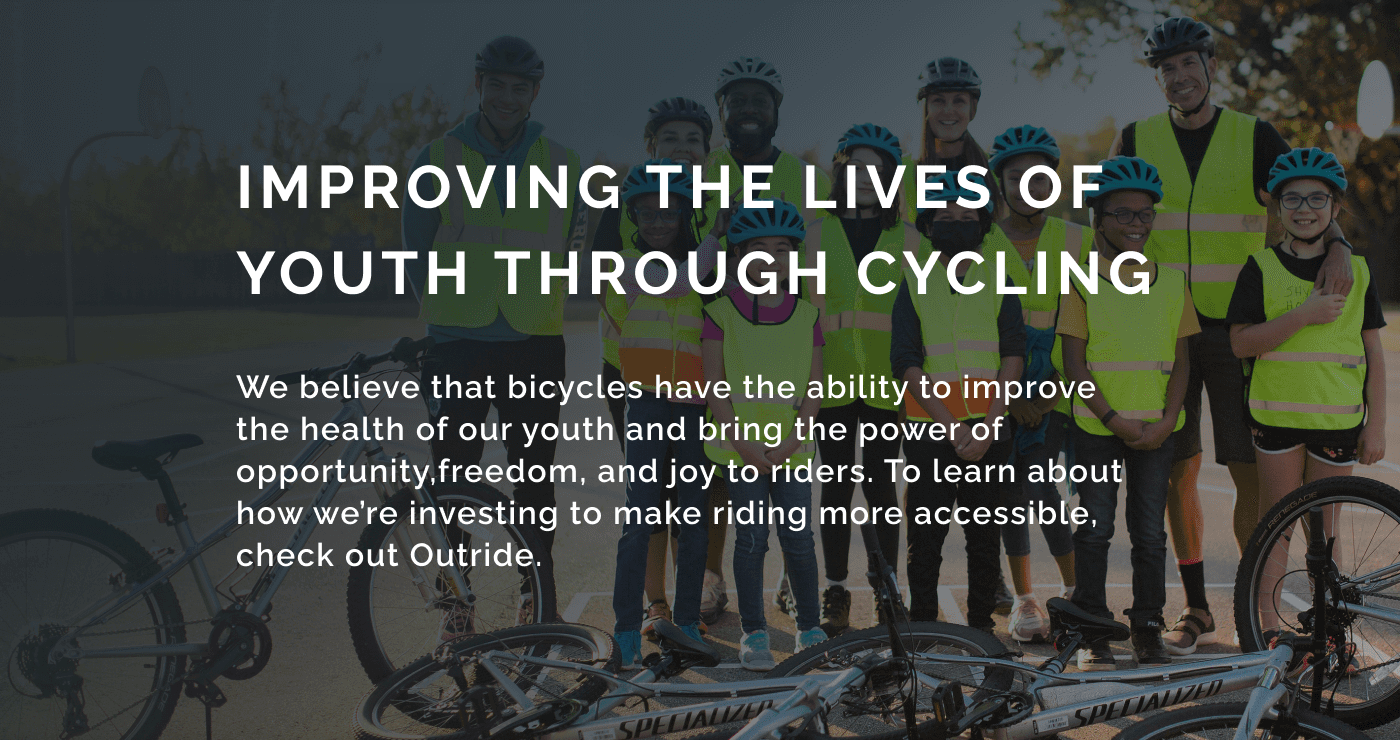 IMPROVING THE LIVES OF
YOUTH THROUGH CYCLING
We believe that bicycles have the ability to improve
the health of our youth and bring the power of
opportunity,freedom, and joy to riders. To learn about
how we’re investing to make riding more accessible,
check out Outride.
RENEGADE
FILA
SPECIALIZED
SPECIALIZED